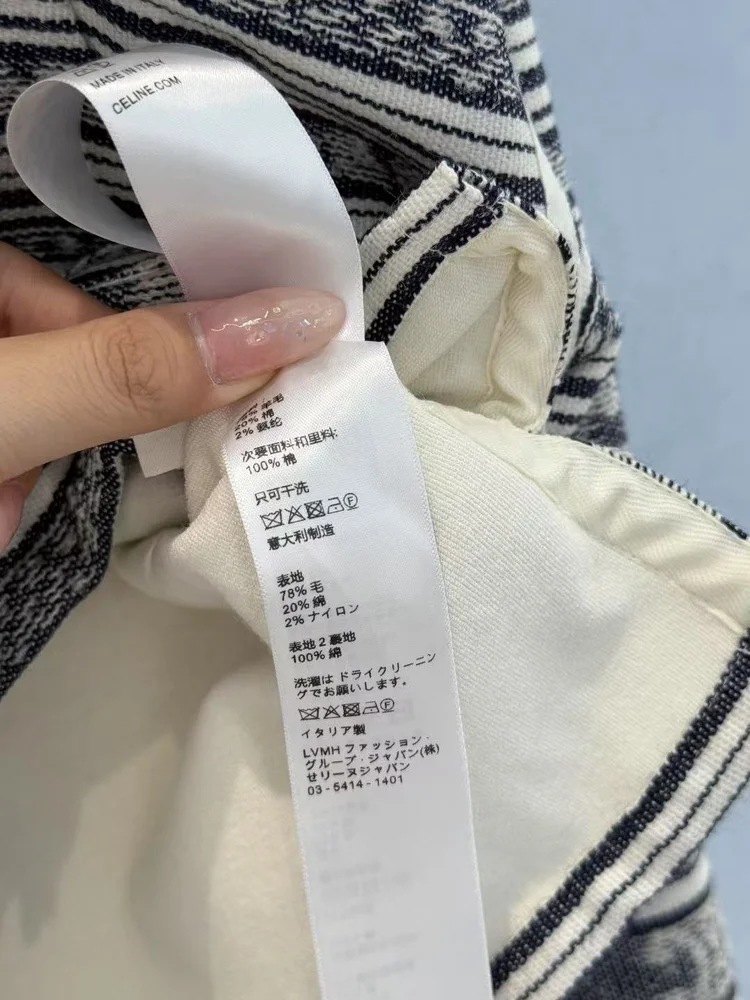 MADE IN ITALY
CELINE.COM
羊毛
20% 棉
2% 氨纶
次要面料和里料:
100% 棉
只可干洗
F
意大利制造
表地
78% 毛
20% 綿
2% ナイロン
表地 2 裏地
100% 綿
洗濯は ドライクリーニン
グでお願いします。
F
イタリア製
LVMH ファッション・
グループ・ジャパン(株)
せリーヌジャパン
03 - 5414 - 1401